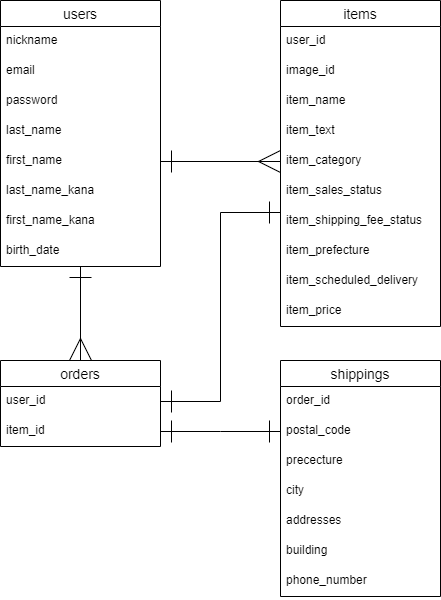 users
nickname
email
password
last_name
first_name
last_name_kana
first_name_kana
birth_date
items
user_id
image_id
item_name
item_text
item_category
item_sales_status
item_shipping_fee_status
item_prefecture
item_scheduled_delivery
item_price
orders
user_id
item_id
shippings
order_id
postal_code
prececture
city
addresses
building
phone_number